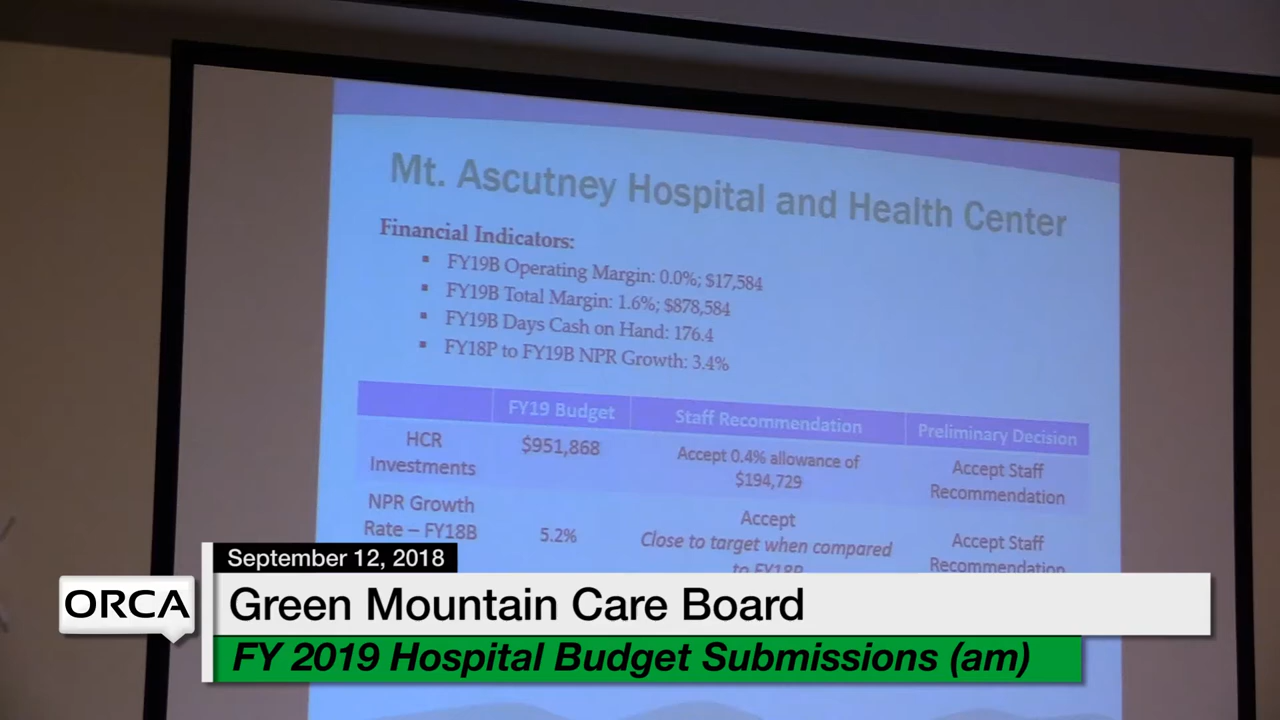 Mt. Ascutney Hospital and Health Center
Financial Indicators:
▪ FY19B Operating Margin: 0.0%; $17,584
▪ FY19B Total Margin: 1.6%; $878,584
▪ FY19B Days Cash on Hand: 176.4
▪ FY18P to FY19B NPR Growth: 3.4%
FY19 Budget
Staff Recommendation
Preliminary Decision
HCR
Investments
$951,868
Accept 0.4% allowance of
$194,729
Accept Staff
Recommendation
NPR Growth
Rate – FY18B
5.2%
Accept
Close to target when compared
to FY18P
Accept Staff
Recommendation
September 12, 2018
ORCA
Green Mountain Care Board
FY 2019 Hospital Budget Submissions (am)